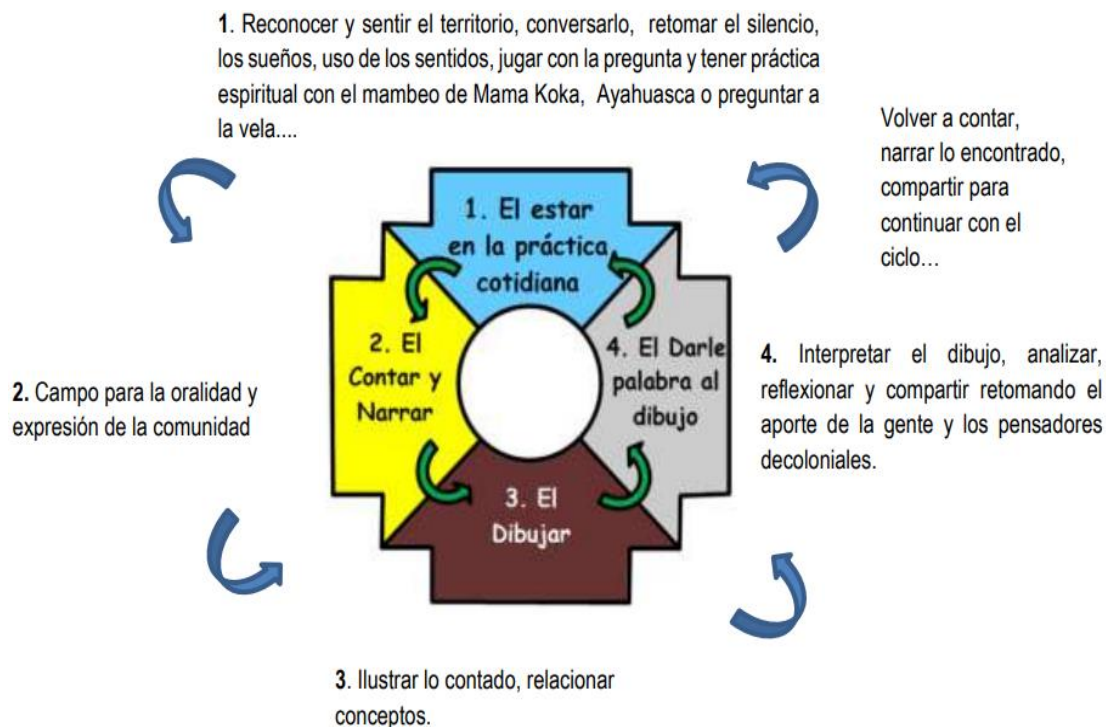 1. Reconocer y sentir el territorio, conversarlo, retomar el silencio,
los sueños, uso de los sentidos, jugar con la pregunta y tener práctica
espiritual con el mambeo de Mama Koka, Ayahuasca o preguntar a
la vela....
Volver a contar,
narrar lo encontrado,
compartir para
continuar con el
ciclo...
1. El estar
en la práctica
cotidiana
2. El
Contar y
Narrar
4. El Darle
palabra al
dibujo
3. El
Dibujar
2. Campo para la oralidad y
expresión de la comunidad
4. Interpretar el dibujo, analizar,
reflexionar y compartir retomando el
aporte de la gente y los pensadores
decoloniales.
3. Ilustrar lo contado, relacionar
conceptos.